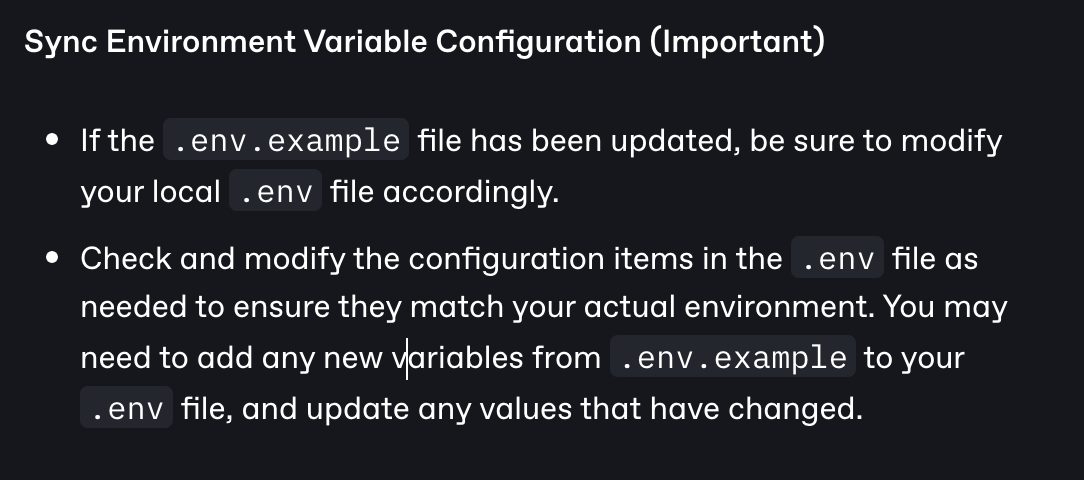 Sync Environment Variable Configuration (Important)
• If the .env.example file has been updated, be sure to modify
your local .env file accordingly.
• Check and modify the configuration items in the .env file as
needed to ensure they match your actual environment. You may
need to add any new variables from .env.example to your
.env file, and update any values that have changed.